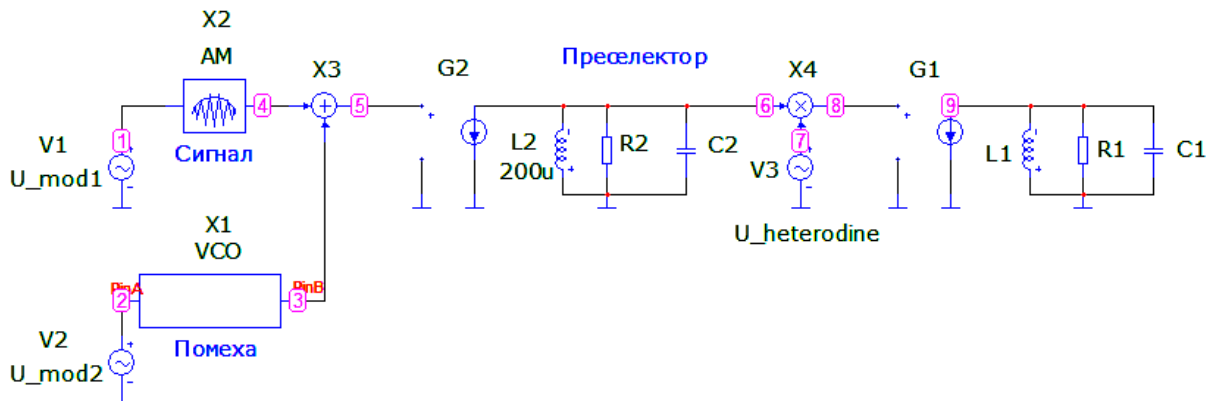 X2
AM
X3
G2
Преселектор
X4
G1
4
5
6
8
9
1
V1
U_mod1
Сигнал
L2
200u
R2
C2
7
V3
L1
R1
C1
U_heterodine
X1
VCO
PinA
2
PinB
3
V2
U_mod2
Помеха